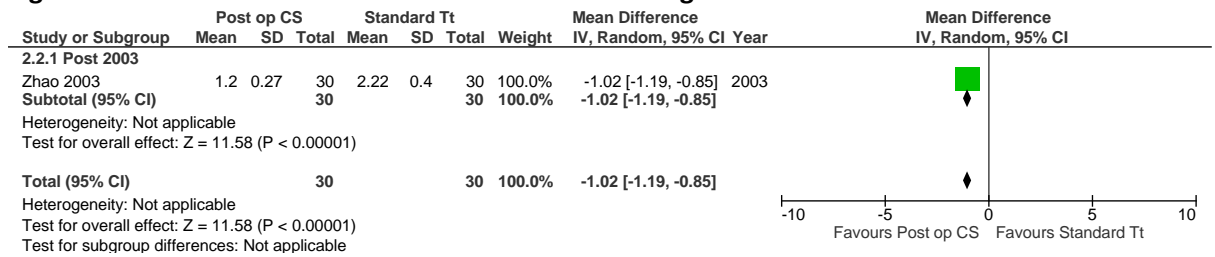 Post op CS Standard Tt Mean Difference Mean Difference
Study or Subgroup Mean SD Total Mean SD Total Weight IV, Random, 95% CI Year IV, Random, 95% CI
2.2.1 Post 2003
Zhao 2003 1.2 0.27 30 2.22 0.4 30 100.0% -1.02 [-1.19, -0.85] 2003
Subtotal (95% CI) 30 30 100.0% -1.02 [-1.19, -0.85]
Heterogeneity: Not applicable
Test for overall effect: Z = 11.58 (P < 0.00001)
Total (95% CI) 30 30 100.0% -1.02 [-1.19, -0.85]
Heterogeneity: Not applicable
Test for overall effect: Z = 11.58 (P < 0.00001)
Test for subgroup differences: Not applicable
-10 -5 0 5 10
Favours Post op CS Favours Standard Tt